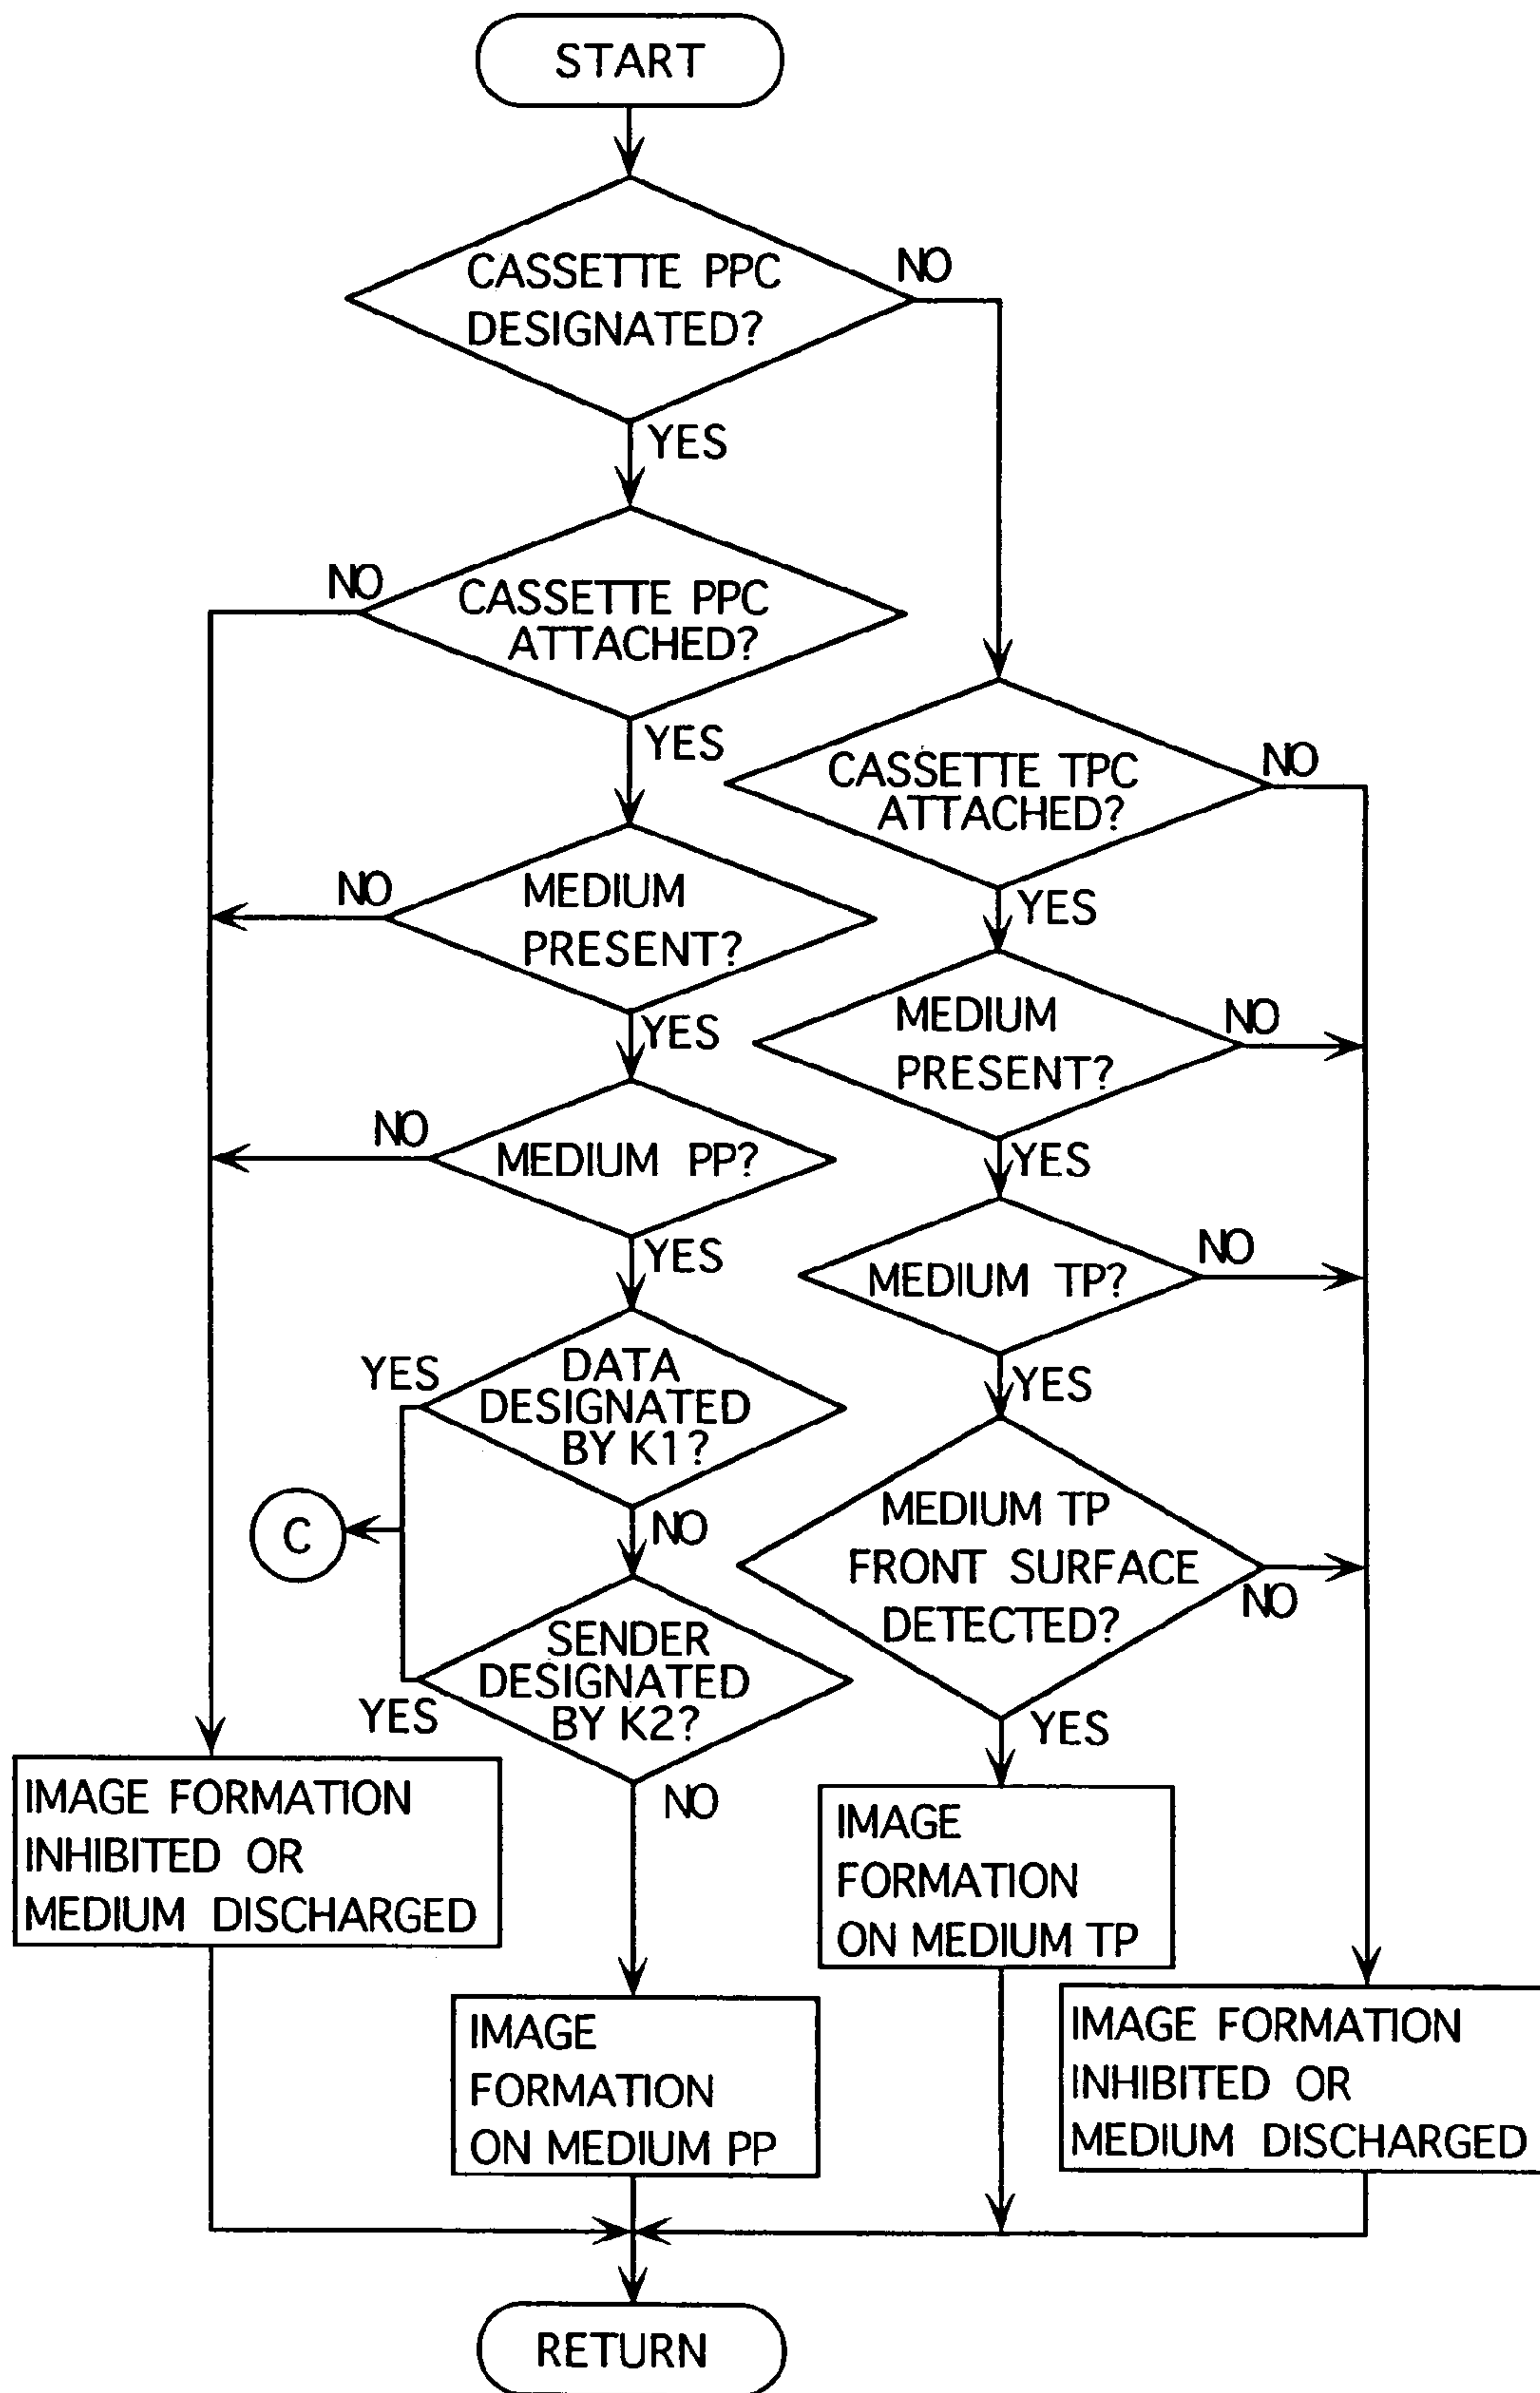 START
CASSETTE PPC
DESIGNATED?
NO
YES
CASSETTE PPC
ATTACHED?
NO
YES
CASSETTE TPC
ATTACHED?
NO
YES
MEDIUM
PRESENT?
NO
YES
MEDIUM
PRESENT?
NO
YES
MEDIUM PP?
NO
YES
MEDIUM TP?
NO
YES
DATA
DESIGNATED
BY K1?
YES
NO
C
MEDIUM TP
FRONT SURFACE
DETECTED?
NO
YES
SENDER
DESIGNATED
BY K2?
YES
NO
IMAGE FORMATION
INHIBITED OR
MEDIUM DISCHARGED
IMAGE
FORMATION
ON MEDIUM TP
IMAGE
FORMATION
ON MEDIUM PP
IMAGE FORMATION
INHIBITED OR
MEDIUM DISCHARGED
RETURN